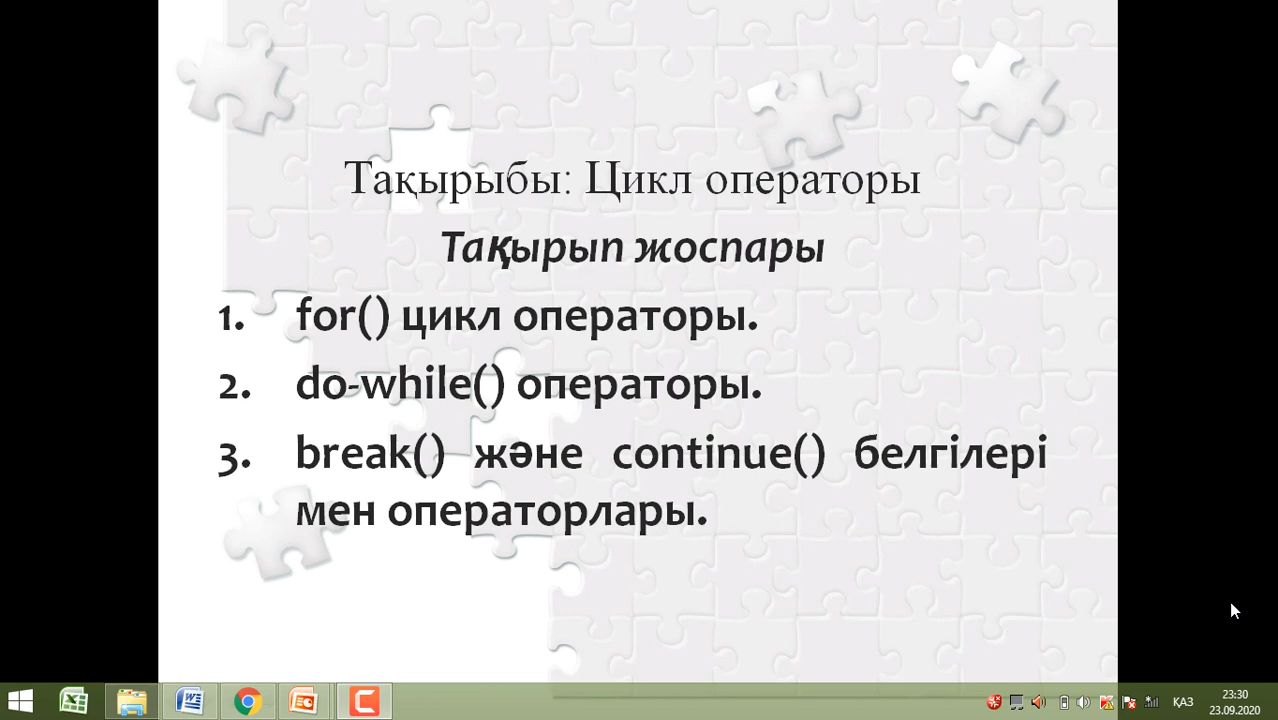 Тақырыбы: Цикл операторы
Тақырып жоспары
1. for() цикл операторы.
2. do-while() операторы.
3. break() және continue() белгілері
мен операторлары.
ҚАЗ
23:30
23.09.2020